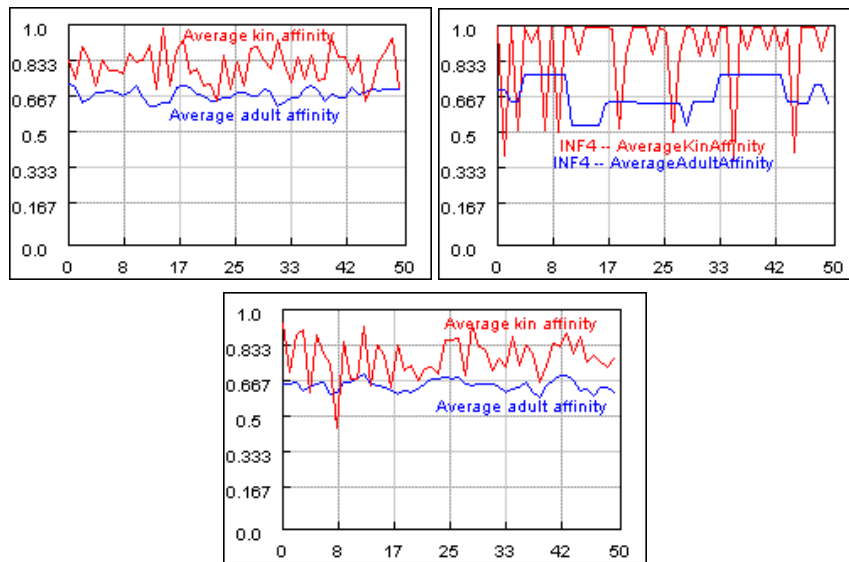 1.0
Average kin affinity
0.833
0.667
Average adult affinity
0.5
0.333
0.167
0.0
0 8 17 25 33 42 50
1.0
0.833
0.667
0.5
INF4 -- AverageKinAffinity
INF4 -- AverageAdultAffinity
0.333
0.167
0.0
0 8 17 25 33 42 50
1.0
Average kin affinity
0.833
0.667
Average adult affinity
0.5
0.333
0.167
0.0
0 8 17 25 33 42 50